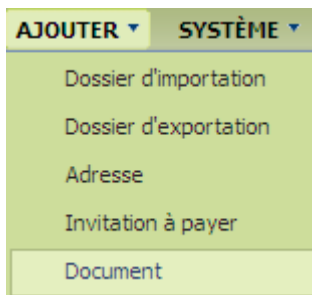 AJOUTER SYSTÈME
Dossier d'importation
Dossier d'exportation
Adresse
Invitation à payer
Document